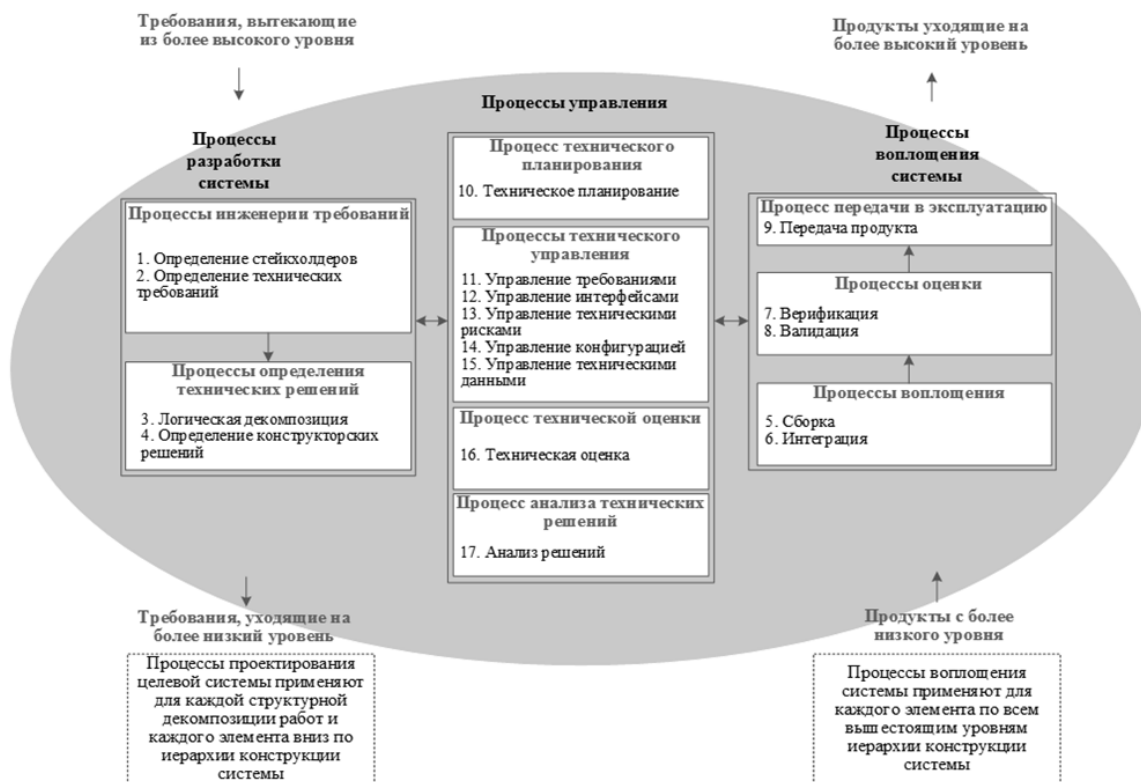 Требования, вытекающие
из более высокого уровня
Продукты уходящие на
более высокий уровень
Процессы управления
Процессы
разработки
системы
Процессы инженерии требований
1. Определение стейкхолдеров
2. Определение технических
требований
Процессы определения
технических решений
3. Логическая декомпозиция
4. Определение конструкторских
решений
Процесс технического
планирования
10. Техническое планирование
Процессы технического
управления
11. Управление требованиями
12. Управление интерфейсами
13. Управление техническими
рисками
14. Управление конфигурацией
15. Управление техническими
данными
Процесс технической оценки
16. Техническая оценка
Процесс анализа технических
решений
17. Анализ решений
Процессы
воплощения
системы
Процесс передачи в эксплуатацию
9. Передача продукта
Процессы оценки
7. Верификация
8. Валидация
Процессы воплощения
5. Сборка
6. Интеграция
Требования, уходящие на
более низкий уровень
Процессы проектирования
целевой системы применяют
для каждой структурной
декомпозиции работ и
каждого элемента вниз по
иерархии конструкции
системы
Продукты с более
низкого уровня
Процессы воплощения
системы применяют для
каждого элемента по всем
вышестоящим уровням
иерархии конструкции
системы